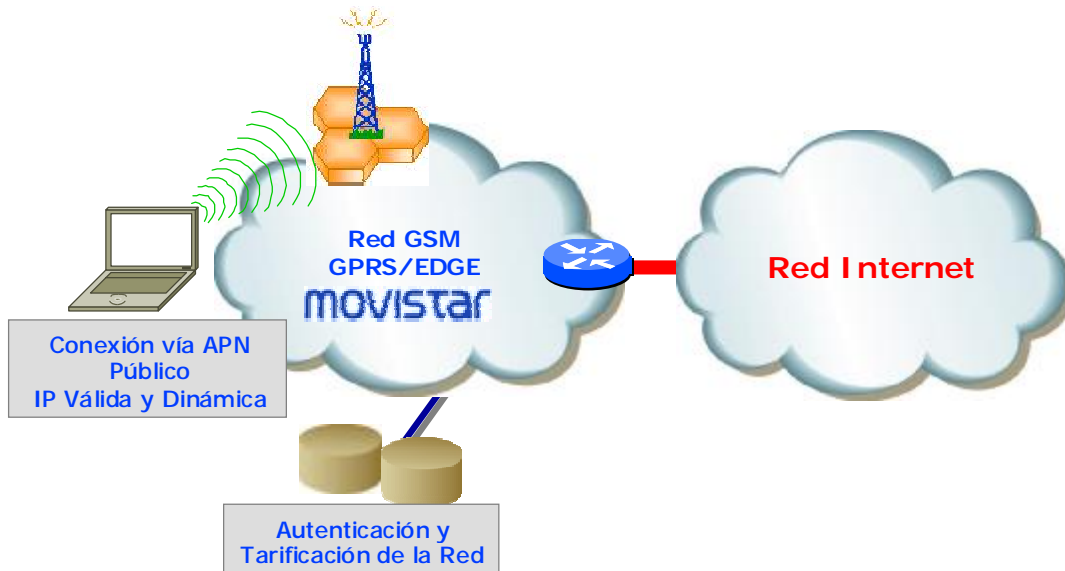 Red GSM
GPRS/EDGE
movistar
Red Internet
Conexión vía APN
Público
IP Válida y Dinámica
Autenticación y
Tarificación de la Red